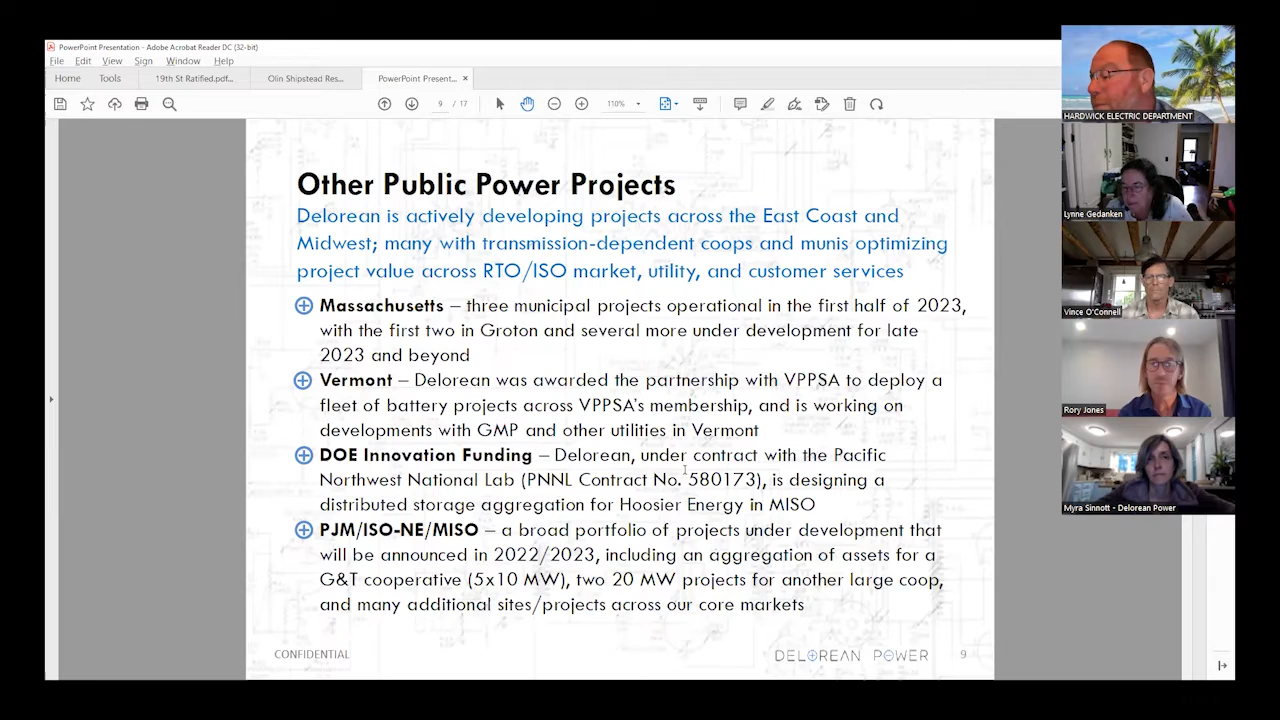 PowerPoint Presentation - Adobe Acrobat Reader DC (32-bit)
File Edit View Sign Window Help
Home Tools 19th St Ratified.pdf... Olin Shipstead Res... PowerPoint Present... ×
9 / 17 110%
Other Public Power Projects
Delorean is actively developing projects across the East Coast and
Midwest; many with transmission-dependent coops and munis optimizing
project value across RTO/ISO market, utility, and customer services
Massachusetts – three municipal projects operational in the first half of 2023,
with the first two in Groton and several more under development for late
2023 and beyond
Vermont – Delorean was awarded the partnership with VPPSA to deploy a
fleet of battery projects across VPPSA's membership, and is working on
developments with GMP and other utilities in Vermont
DOE Innovation Funding – Delorean, under contract with the Pacific
Northwest National Lab (PNNL Contract No. 580173), is designing a
distributed storage aggregation for Hoosier Energy in MISO
PJM/ISO-NE/MISO – a broad portfolio of projects under development that
will be announced in 2022/2023, including an aggregation of assets for a
G&T cooperative (5x10 MW), two 20 MW projects for another large coop,
and many additional sites/projects across our core markets
CONFIDENTIAL DELOREAN POWER 9
HARDWICK ELECTRIC DEPARTMENT
Lynne Gedanken
Vince O'Connell
Rory Jones
Myra Sinnott - Delorean Power